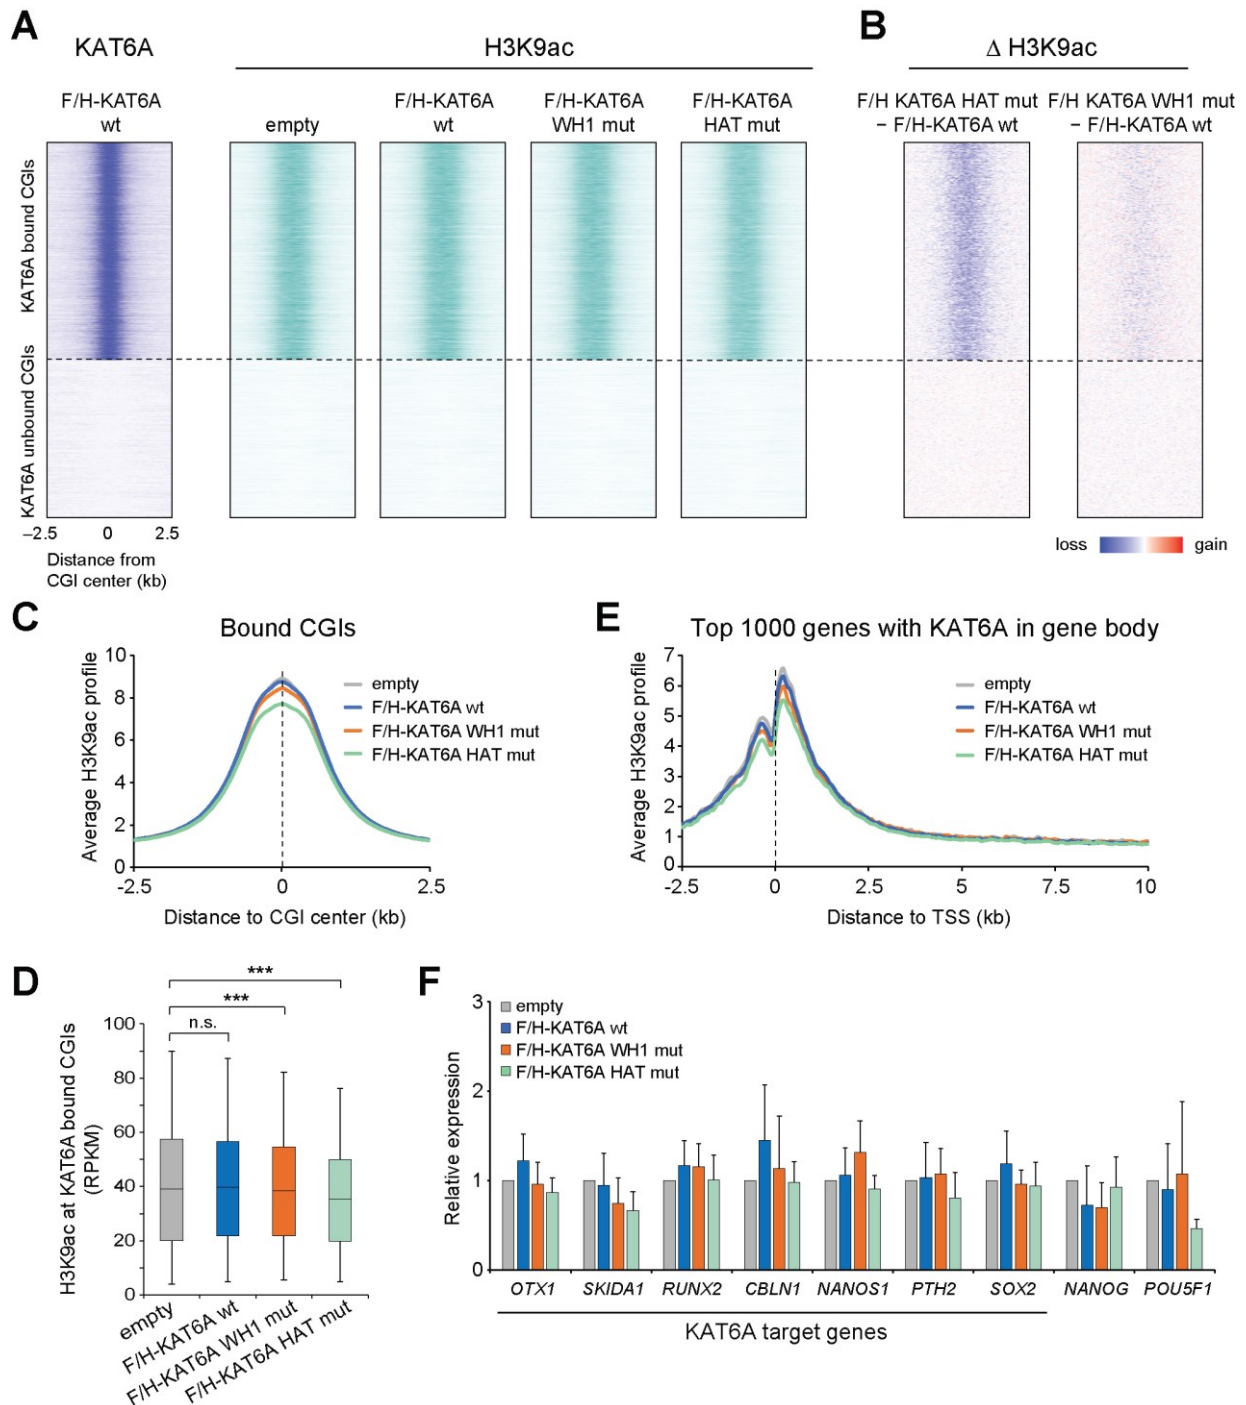 A
KAT6A
H3K9ac
B
Δ H3K9ac
F/H-KAT6A
wt
empty
F/H-KAT6A
wt
F/H-KAT6A
WH1 mut
F/H-KAT6A
HAT mut
F/H KAT6A HAT mut
– F/H-KAT6A wt
F/H KAT6A WH1 mut
– F/H-KAT6A wt
KAT6A bound CGIs
KAT6A unbound CGIs
–2.5 0 2.5
Distance from
CGI center (kb)
loss gain
C
Bound CGIs
Average H3K9ac profile
10
8
6
4
2
0
-2.5 0 2.5
Distance to CGI center (kb)
empty
F/H-KAT6A wt
F/H-KAT6A WH1 mut
F/H-KAT6A HAT mut
E
Top 1000 genes with KAT6A in gene body
Average H3K9ac profile
7
6
5
4
3
2
1
0
-2.5 0 2.5 5 7.5 10
Distance to TSS (kb)
empty
F/H-KAT6A wt
F/H-KAT6A WH1 mut
F/H-KAT6A HAT mut
D
***
***
n.s.
H3K9ac at KAT6A bound CGIs
(RPKM)
100
80
60
40
20
0
empty
F/H-KAT6A wt
F/H-KAT6A WH1 mut
F/H-KAT6A HAT mut
F
Relative expression
3
2
1
0
empty
F/H-KAT6A wt
F/H-KAT6A WH1 mut
F/H-KAT6A HAT mut
OTX1 SKIDA1 RUNX2 CBLN1 NANOS1 PTH2 SOX2 NANOG POU5F1
KAT6A target genes